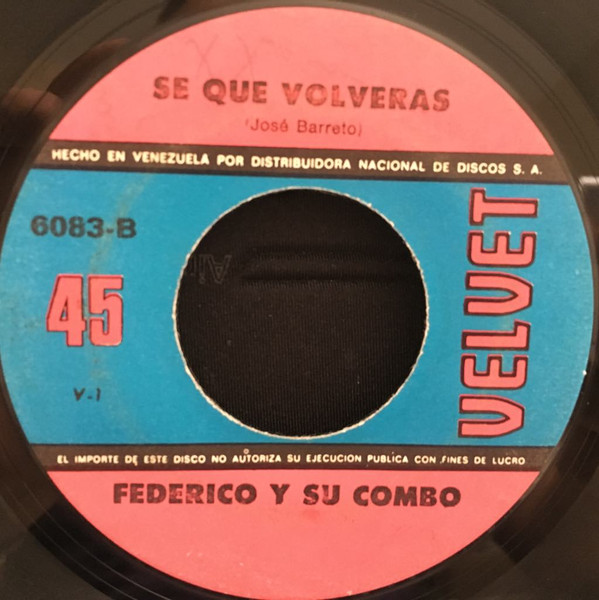 SE QUE VOLVERAS
(José Barreto)
HECHO EN VENEZUELA POR DISTRIBUIDORA NACIONAL DE DISCOS S. A.
6083-B
45
V-1
VELVET
EL IMPORTE DE ESTE DISCO NO AUTORIZA SU EJECUCION PUBLICA CON FINES DE LUCRO
FEDERICO Y SU COMBO